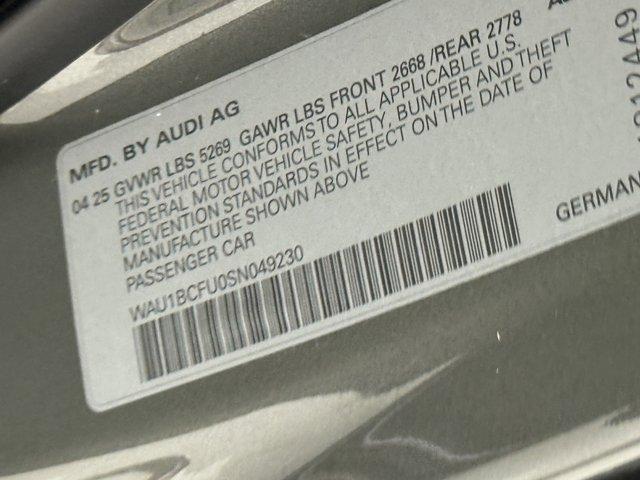 MFD. BY AUDI AG
04 25 GVWR LBS 5269 GAWR LBS FRONT 2668 /REAR 2778
THIS VEHICLE CONFORMS TO ALL APPLICABLE U.S.
FEDERAL MOTOR VEHICLE SAFETY, BUMPER AND THEFT
PREVENTION STANDARDS IN EFFECT ON THE DATE OF
MANUFACTURE SHOWN ABOVE
PASSENGER CAR
WAU1BCFU0SN049230
GERMAN